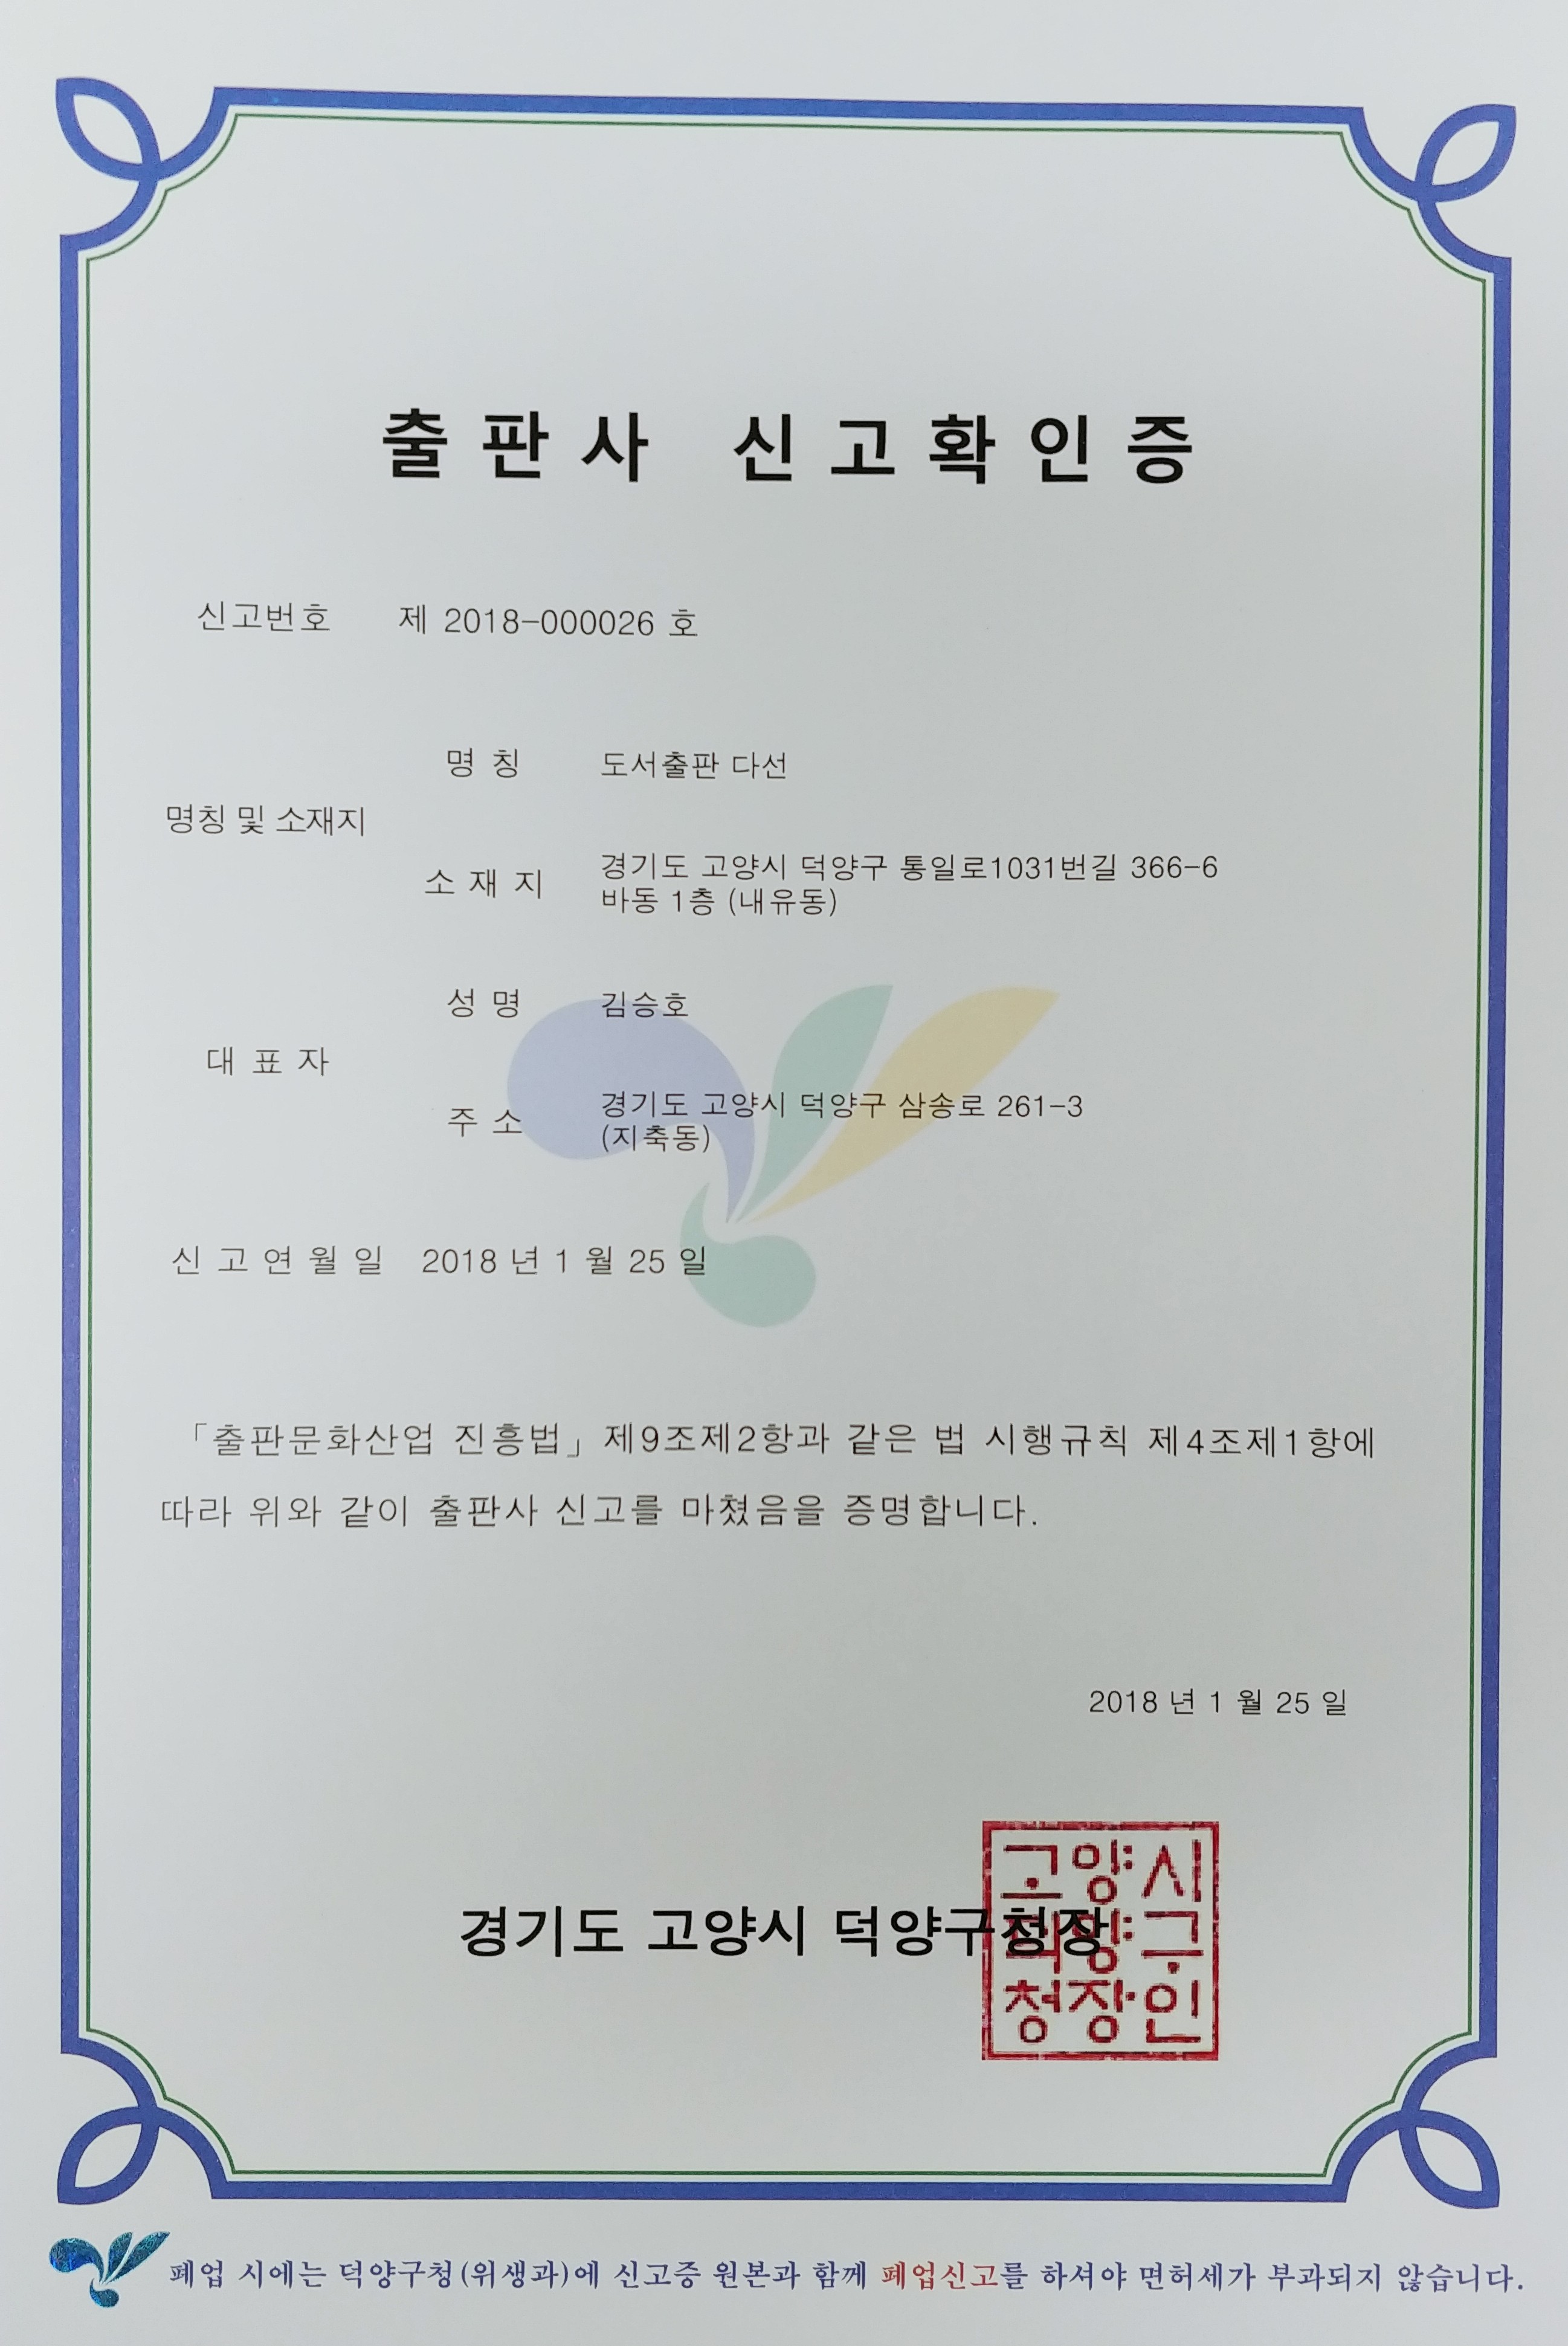 출판사 신고확인증
신고번호 제 2018-000026 호
명 칭 도서출판 다선
명칭 및 소재지
소 재 지 경기도 고양시 덕양구 통일로1031번길 366-6
바동 1층 (내유동)
성 명 김승호
대 표 자
주 소 경기도 고양시 덕양구 삼송로 261-3
(지축동)
신 고 연 월 일 2018 년 1 월 25 일
「출판문화산업 진흥법」제9조제2항과 같은 법 시행규칙 제4조제1항에
따라 위와 같이 출판사 신고를 마쳤음을 증명합니다.
2018 년 1 월 25 일
경기도 고양시 덕양구청장
고양시
덕양구
청장인
폐업 시에는 덕양구청(위생과)에 신고증 원본과 함께 폐업신고를 하셔야 면허세가 부과되지 않습니다.